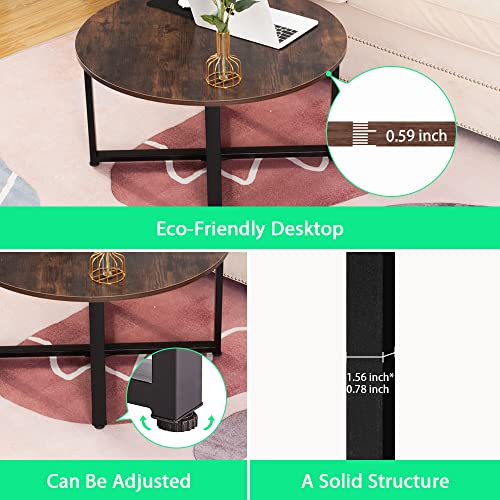 0.59 inch
Eco-Friendly Desktop
1.56 inch*
0.78 inch
Can Be Adjusted
A Solid Structure